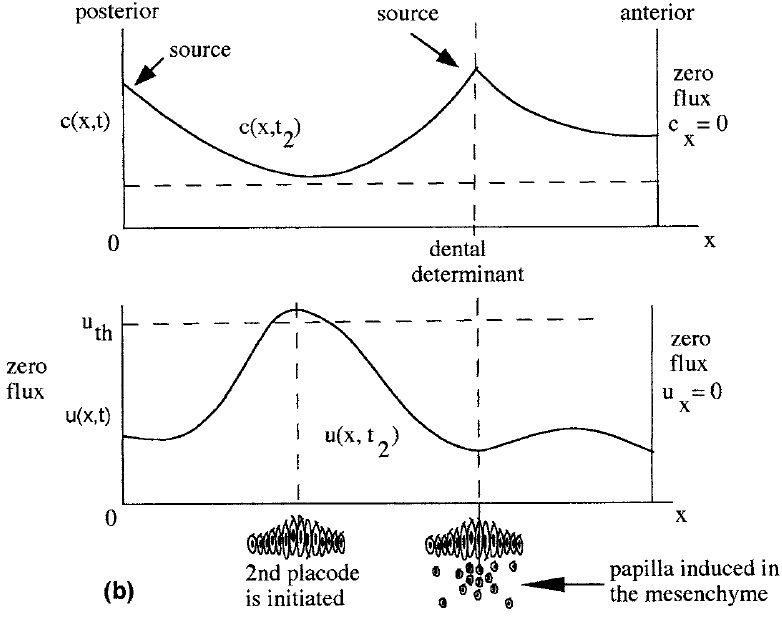 posterior
source
anterior
source
zero
flux
c(x,t)
c(x,t₂)
cₓ = 0
0
x
dental
determinant
u_th
zero
flux
zero
flux
u(x,t)
u(x, t₂)
uₓ = 0
0
x
2nd placode
is initiated
papilla induced in
the mesenchyme
(b)